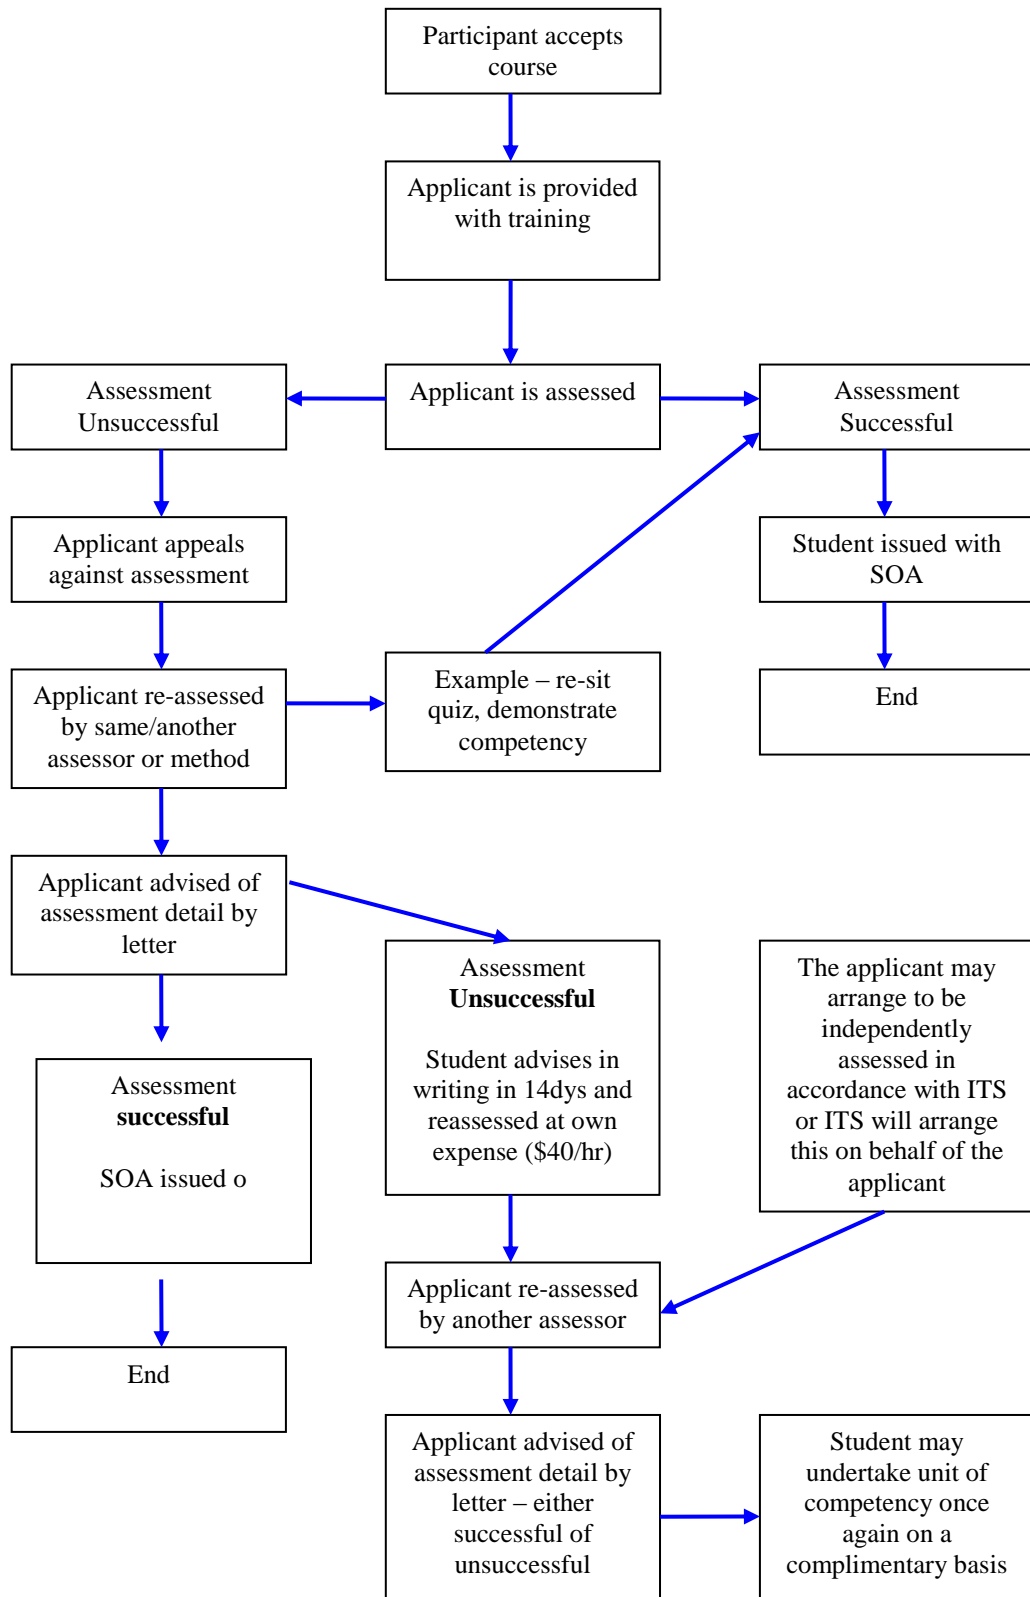 Participant accepts
course
Applicant is provided
with training
Assessment
Unsuccessful
Applicant is assessed
Assessment
Successful
Applicant appeals
against assessment
Student issued with
SOA
Applicant re-assessed
by same/another
assessor or method
Example – re-sit
quiz, demonstrate
competency
End
Applicant advised of
assessment detail by
letter
Assessment
Unsuccessful
Student advises in
writing in 14dys and
reassessed at own
expense ($40/hr)
The applicant may
arrange to be
independently
assessed in
accordance with ITS
or ITS will arrange
this on behalf of the
applicant
Assessment
successful
SOA issued o
Applicant re-assessed
by another assessor
End
Applicant advised of
assessment detail by
letter – either
successful of
unsuccessful
Student may
undertake unit of
competency once
again on a
complimentary basis